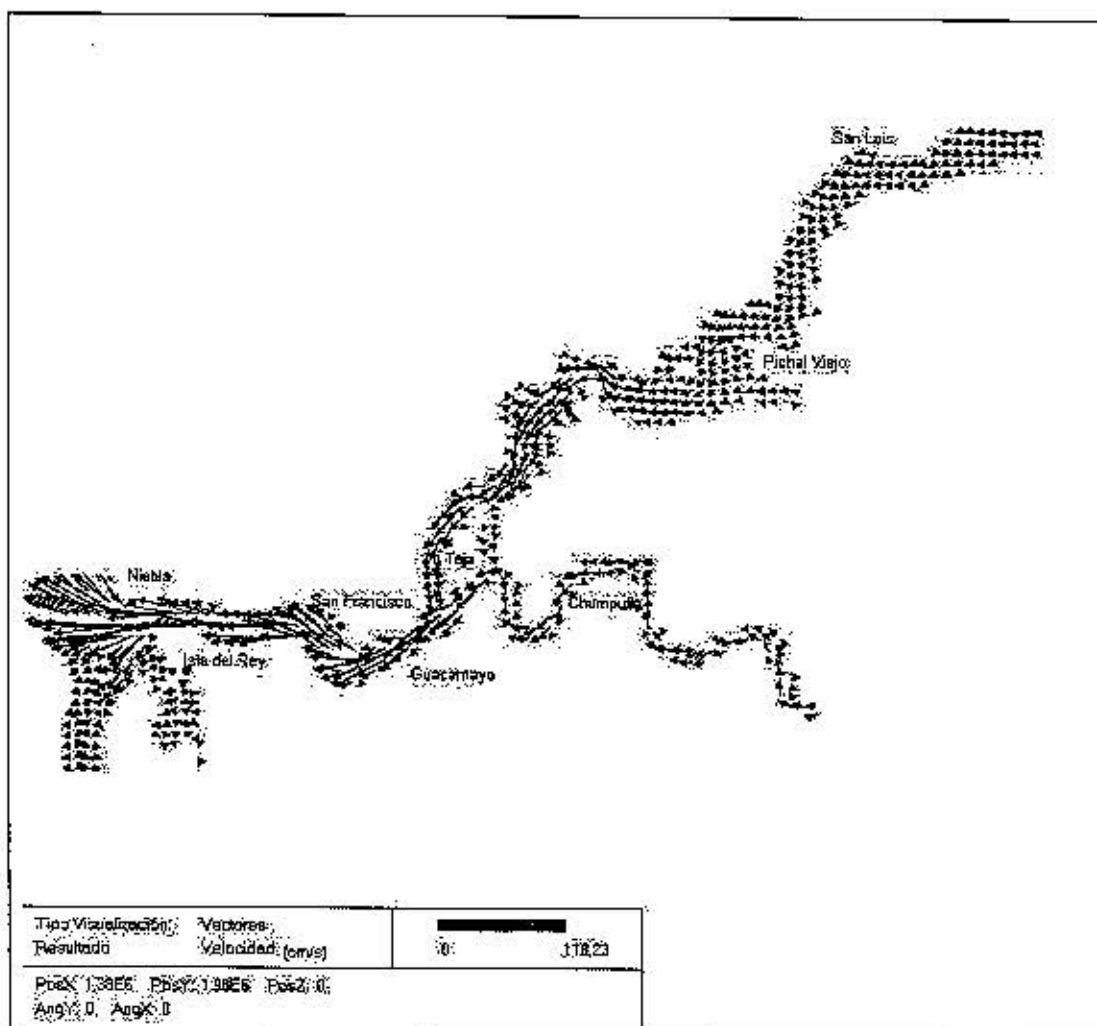 San Luis
Pichal Viejo
Teja
Niebla
San Francisco
Chumpullo
Isla del Rey
Guacamayo
Tipo Visualización: Vectores
Resultado Velocidad (cm/s)
0 118,23
PosX: 1,38E6 PosY: 1,98E6 PosZ: 0
AngY: 0, AngX: 0